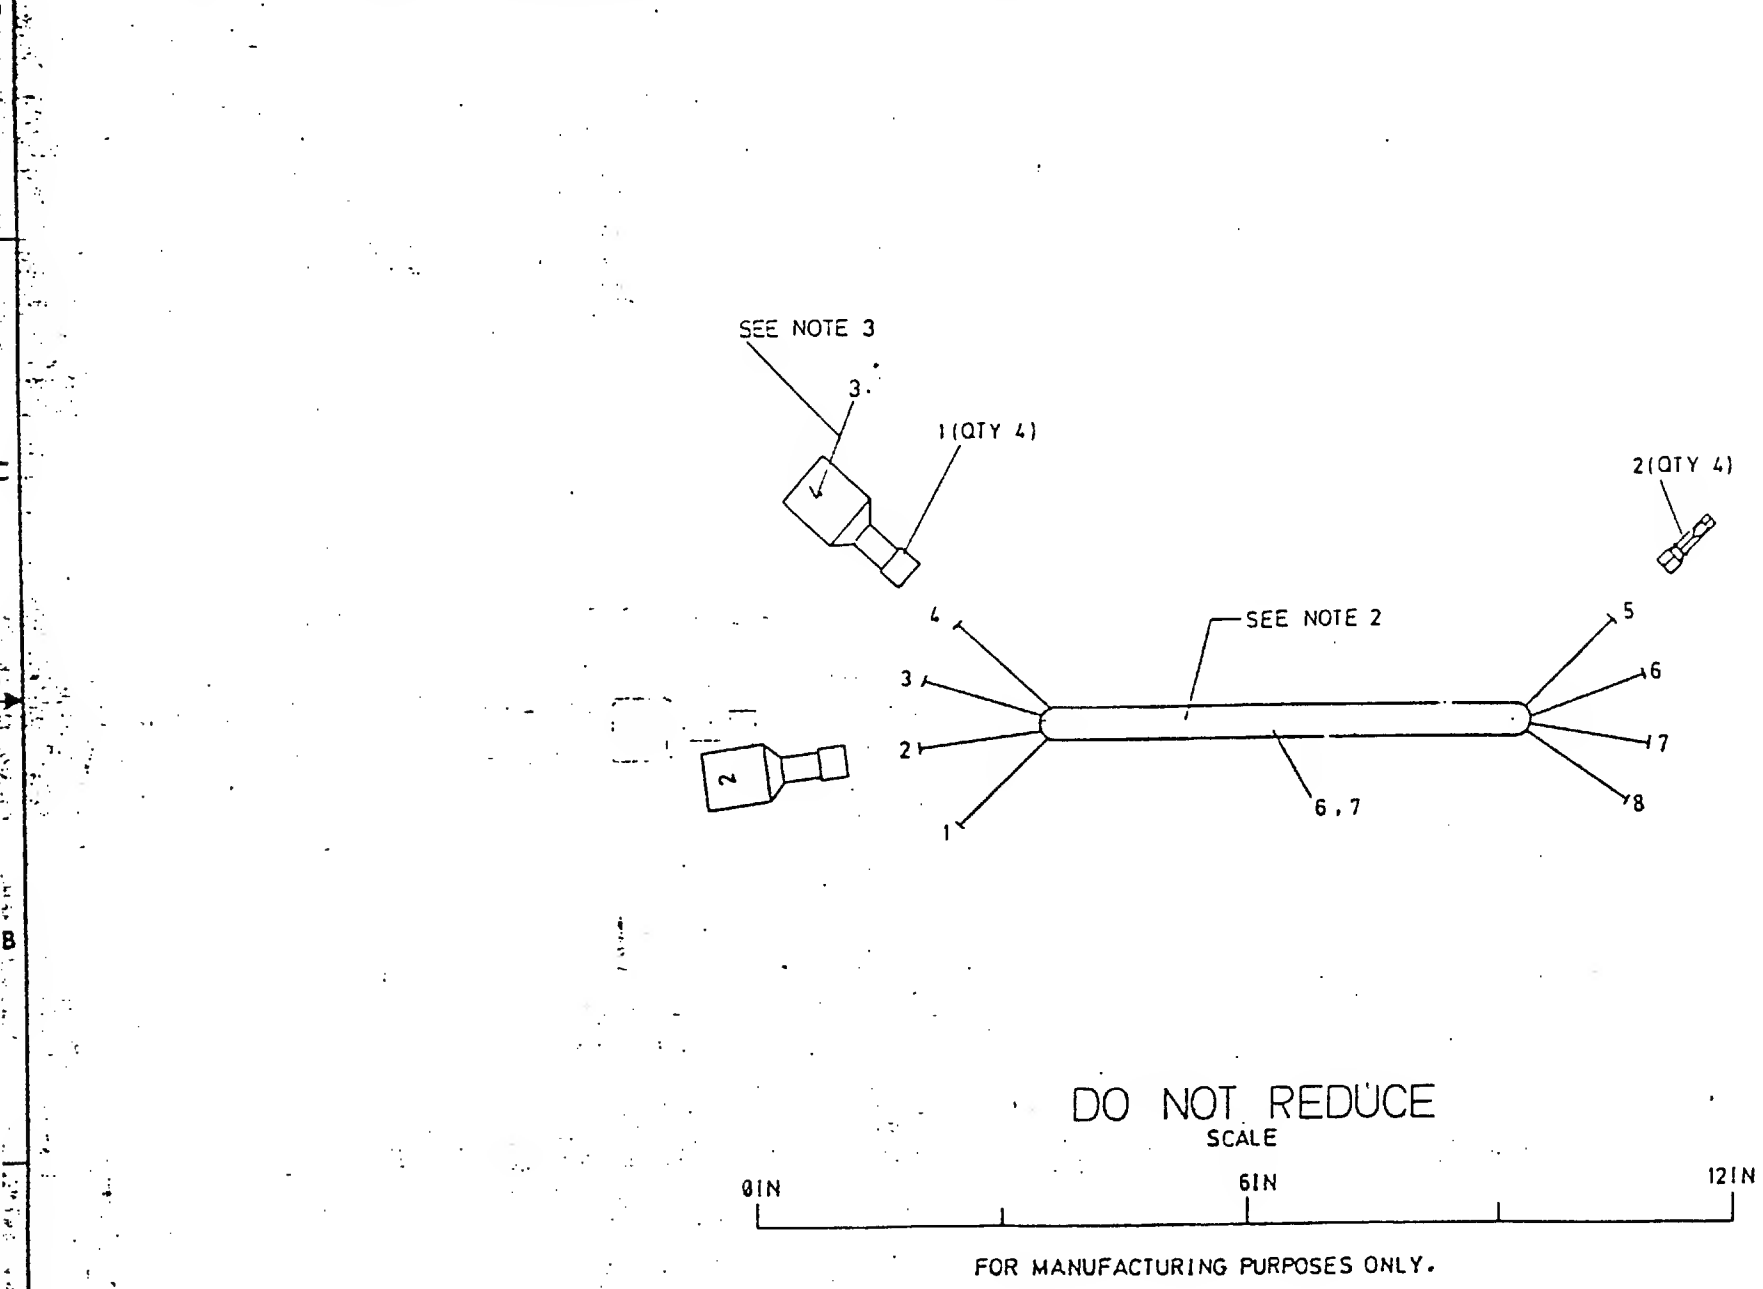 SEE NOTE 3
3.
1(QTY 4)
2(QTY 4)
4
5
SEE NOTE 2
3
6
2
7
2
6,7
8
1
B
DO NOT REDUCE
SCALE
0IN
6IN
12IN
FOR MANUFACTURING PURPOSES ONLY.